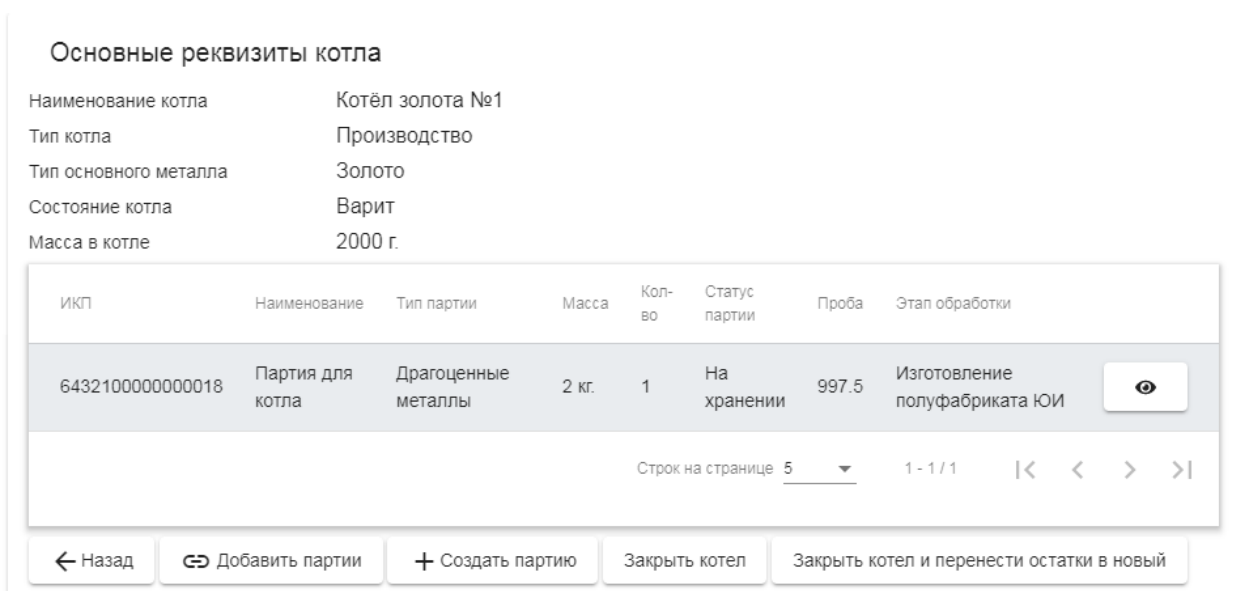 Основные реквизиты котла
Наименование котла Котёл золота №1
Тип котла Производство
Тип основного металла Золото
Состояние котла Варит
Масса в котле 2000 г.
ИКП Наименование Тип партии Масса Кол-во Статус партии Проба Этап обработки
6432100000000018 Партия для котла Драгоценные металлы 2 кг. 1 На хранении 997.5 Изготовление полуфабриката ЮИ
Строк на странице 5 1 - 1 / 1
Назад Добавить партии Создать партию Закрыть котел Закрыть котел и перенести остатки в новый